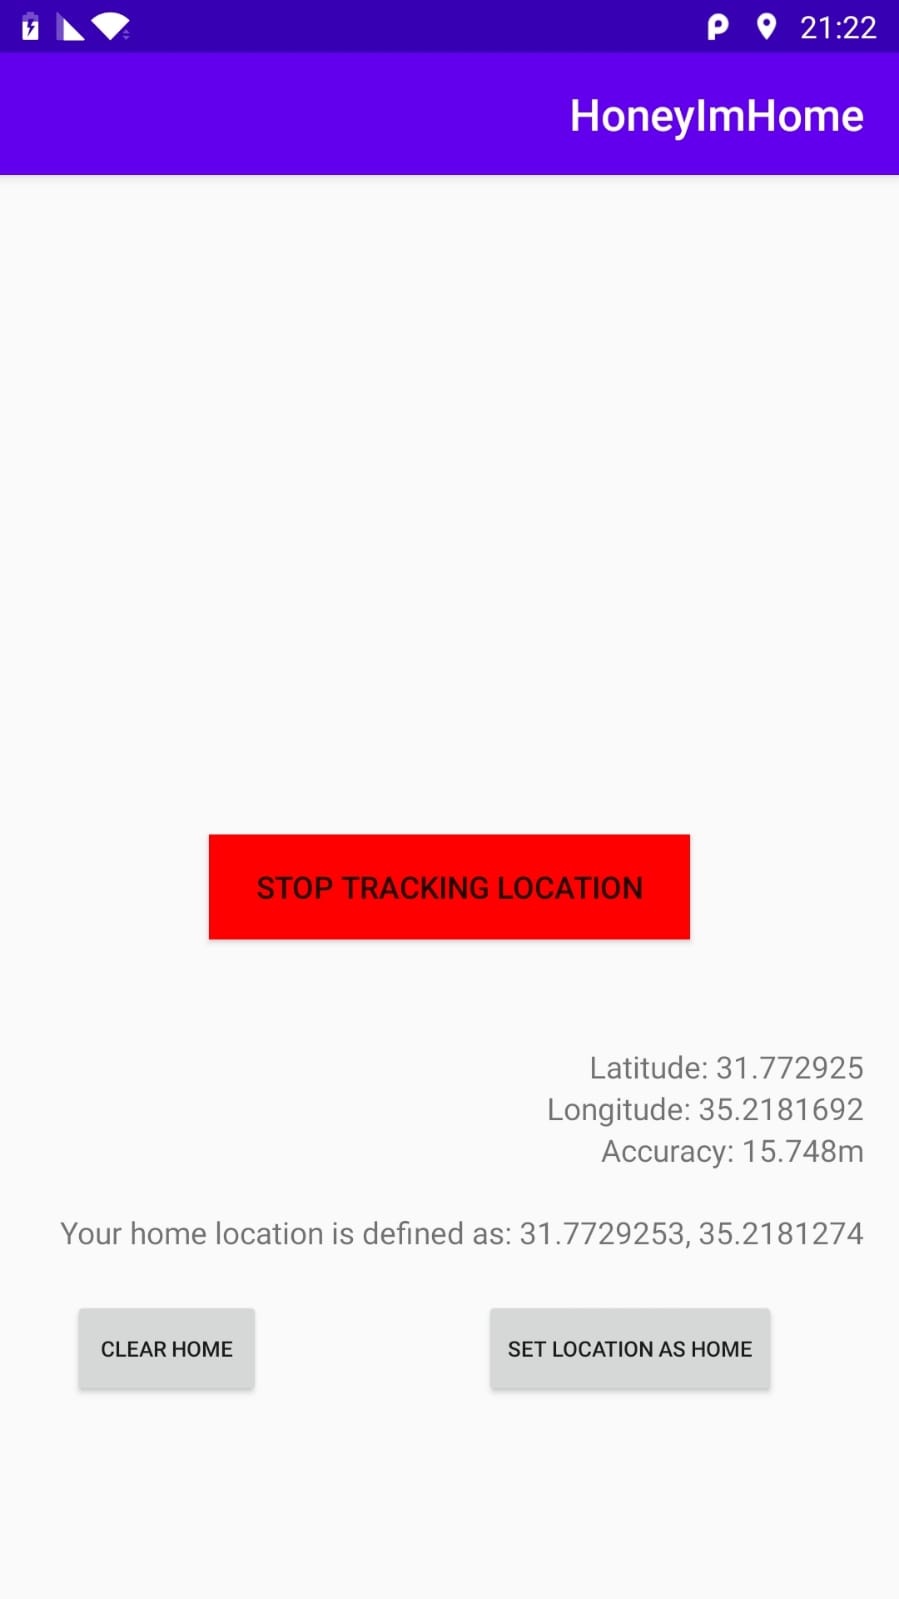 21:22
HoneyImHome
STOP TRACKING LOCATION
Latitude: 31.772925
Longitude: 35.2181692
Accuracy: 15.748m
Your home location is defined as: 31.7729253, 35.2181274
CLEAR HOME
SET LOCATION AS HOME